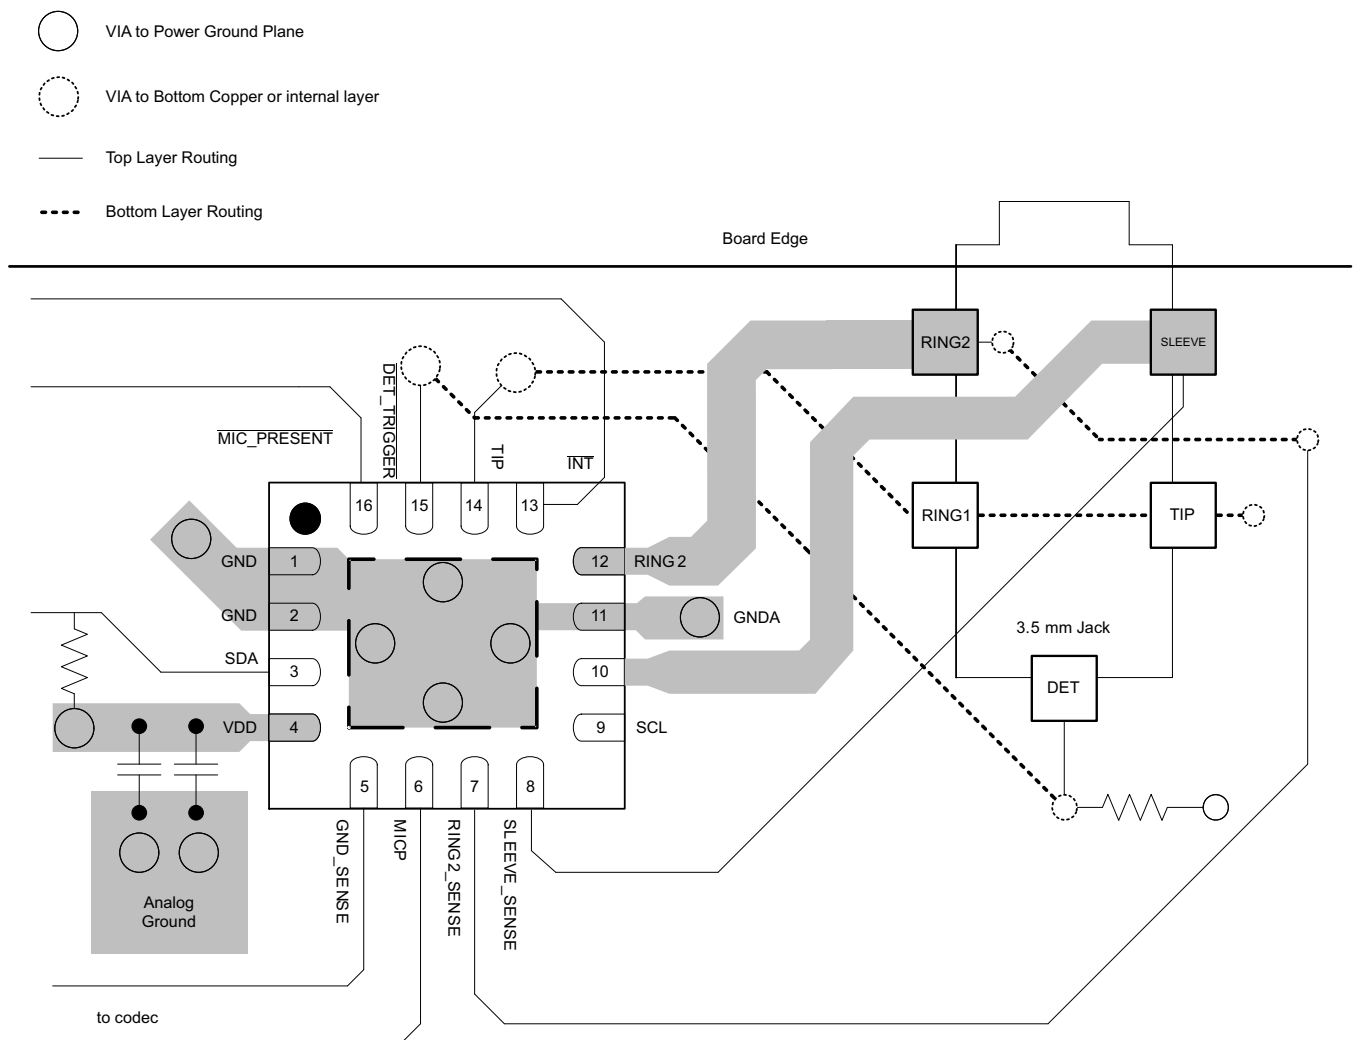 VIA to Power Ground Plane
VIA to Bottom Copper or internal layer
Top Layer Routing
Bottom Layer Routing
Board Edge
RING2
SLEEVE
DET_TRIGGER
MIC_PRESENT
TIP
INT
16
15
14
13
RING1
TIP
GND
1
12
RING2
GND
2
11
GNDA
3.5 mm Jack
SDA
3
10
DET
VDD
4
9
SCL
5
6
7
8
GND_SENSE
MICP
RING2_SENSE
SLEEVE_SENSE
Analog
Ground
to codec